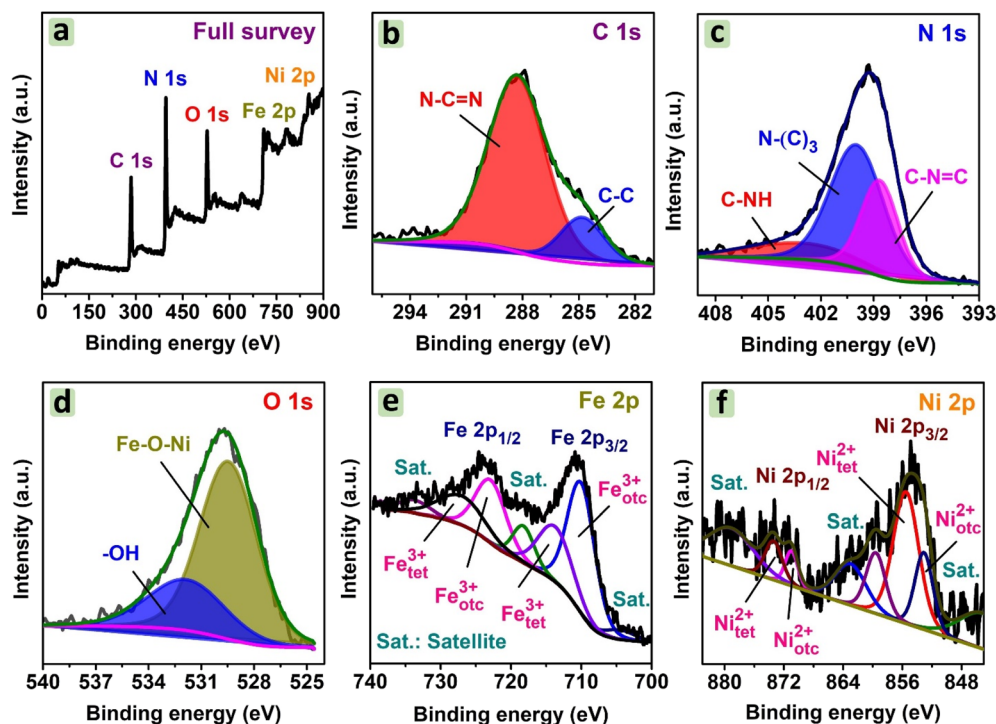 a
Full survey
Intensity (a.u.)
C 1s
N 1s
O 1s
Fe 2p
Ni 2p
0 150 300 450 600 750 900
Binding energy (eV)
b
C 1s
Intensity (a.u.)
N-C=N
C-C
294 288 284 282
Binding energy (eV)
c
N 1s
Intensity (a.u.)
N-(C)3
C-NH
C-N=C
408 405 402 399 396 393
Binding energy (eV)
d
O 1s
Intensity (a.u.)
Fe-O-Ni
-OH
540 537 534 531 528 525
Binding energy (eV)
e
Fe 2p
Intensity (a.u.)
Fe 2p1/2
Fe 2p3/2
Sat.
Sat.
Fe3+otc
Fe3+tet
Fe3+otc
Fe3+tet
Sat.
Sat.: Satellite
740 730 720 710 700
Binding energy (eV)
f
Ni 2p
Intensity (a.u.)
Ni 2p3/2
Ni2+tet
Sat.
Ni 2p1/2
Sat.
Ni2+otc
Sat.
Ni2+tet
Ni2+otc
880 872 864 856 848
Binding energy (eV)